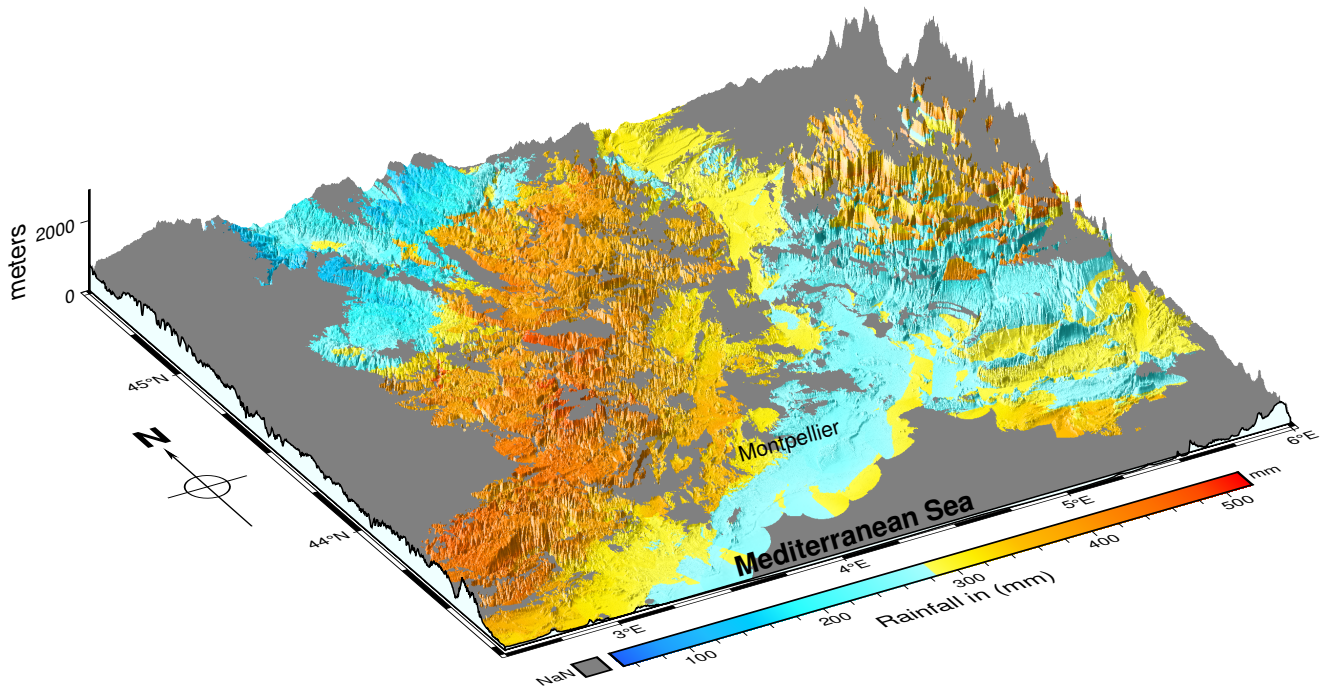 2000
meters
0
45°N
N
Montpellier
6°E
mm
5°E
500
Mediterranean Sea
44°N
4°E
400
300
Rainfall in (mm)
3°E
200
100
NaN